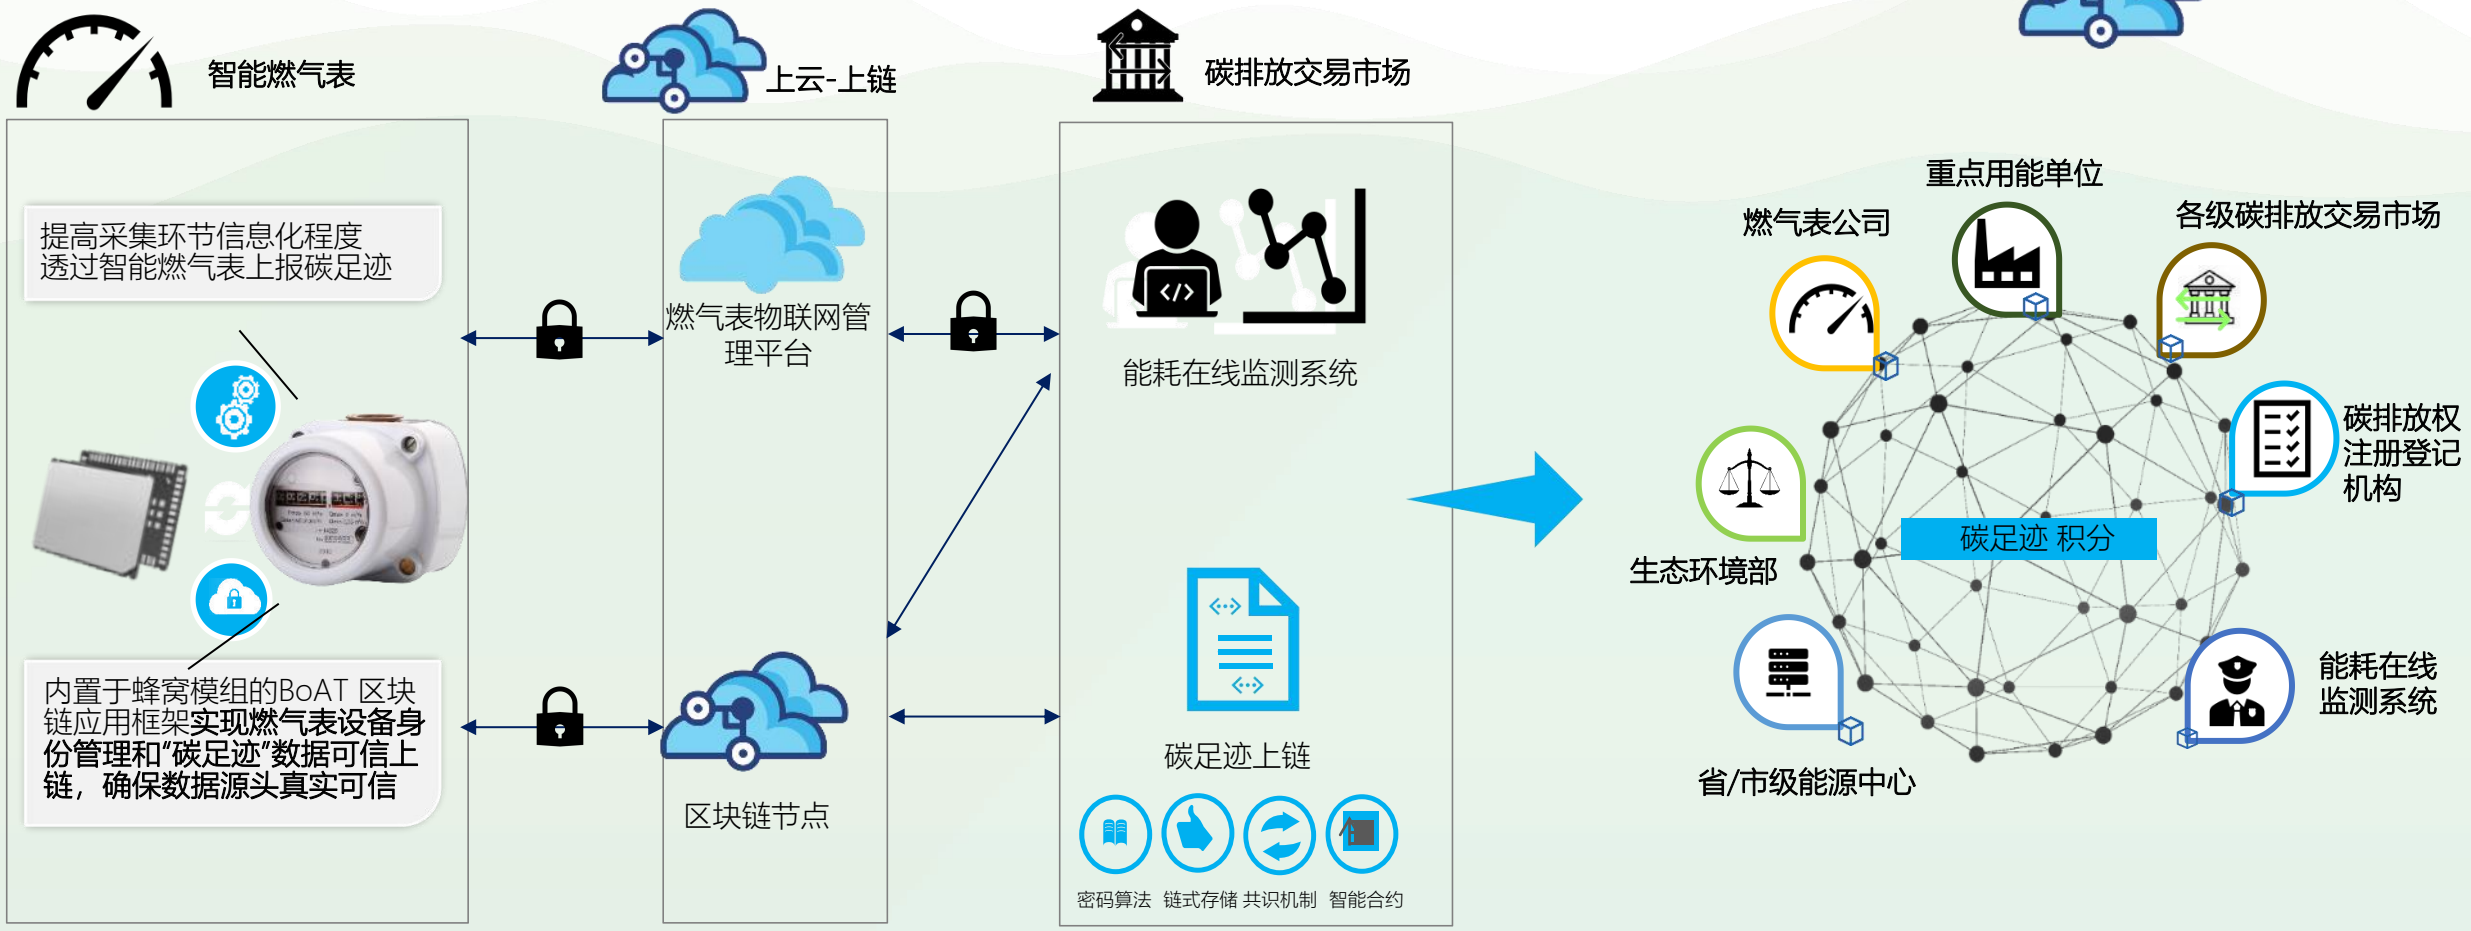 智能燃气表
上云-上链
碳排放交易市场
提高采集环节信息化程度
透过智能燃气表上报碳足迹
内置于蜂窝模组的BoAT 区块
链应用框架实现燃气表设备身
份管理和“碳足迹”数据可信上
链，确保数据源头真实可信
燃气表物联网管
理平台
区块链节点
能耗在线监测系统
碳足迹上链
密码算法
链式存储
共识机制
智能合约
重点用能单位
燃气表公司
各级碳排放交易市场
碳排放权
注册登记
机构
碳足迹 积分
生态环境部
能耗在线
监测系统
省/市级能源中心